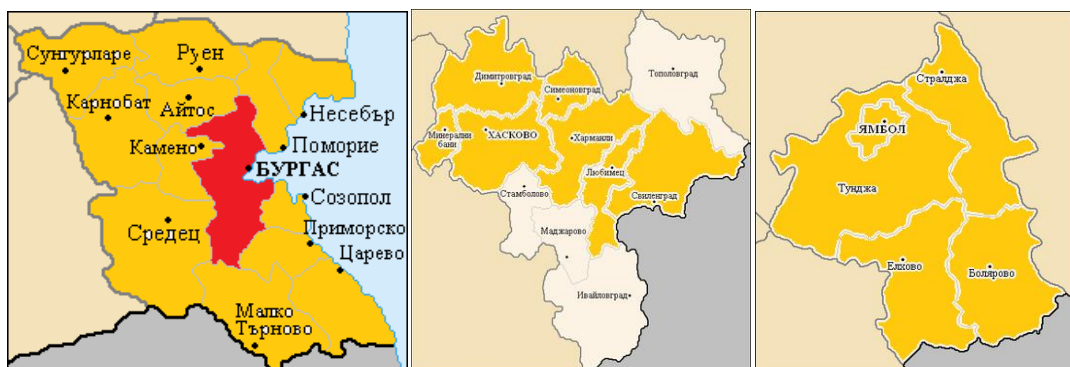 Сунгурларе
Руен
Карнобат
Айтос
Несебър
Камено
Поморие
БУРГАС
Созопол
Средец
Приморско
Царево
Малко
Търново
Димитровград
Симеоновград
Тополовград
Минерални
бани
ХАСКОВО
Харманли
Любимец
Стамболово
Свиленград
Маджарово
Ивайловград
Стралджа
ЯМБОЛ
Тунджа
Елхово
Болярово